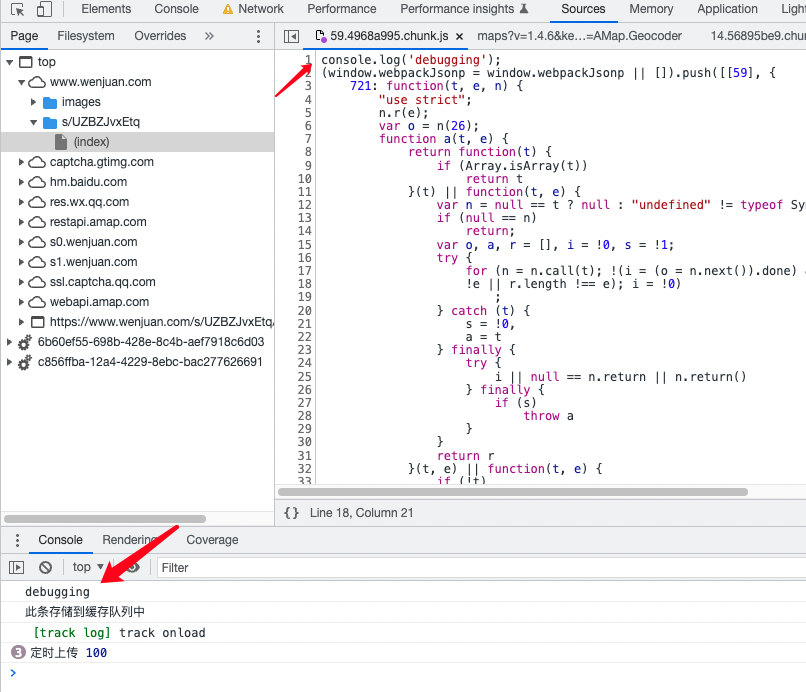 Elements Console Network Performance Performance insights Sources Memory Application
Page Filesystem Overrides » 59.4968a995.chunk.js × maps?v=1.4.6&ke…=AMap.Geocoder
top
www.wenjuan.com
images
s/UZBZJvxEtq
(index)
captcha.gtimg.com
hm.baidu.com
res.wx.qq.com
restapi.amap.com
s0.wenjuan.com
s1.wenjuan.com
ssl.captcha.qq.com
webapi.amap.com
https://www.wenjuan.com/s/UZBZJvxEtq
6b60ef55-698b-428e-8c4b-aef7918c6d03
c856ffba-12a4-4229-8ebc-bac277626691
1 console.log('debugging');
(window.webpackJsonp = window.webpackJsonp || []).push([[59], {
3 721: function(t, e, n) {
4 "use strict";
5 n.r(e);
6 var o = n(26);
7 function a(t, e) {
8 return function(t) {
9 if (Array.isArray(t))
10 return t
11 }(t) || function(t, e) {
12 var n = null == t ? null : "undefined" != typeof
13 if (null == n)
14 return;
15 var o, a, r = [], i = !0, s = !1;
16 try {
17 for (n = n.call(t); !(i = (o = n.next()).done)
18 !e || r.length !== e); i = !0)
19 ;
20 } catch (t) {
21 s = !0,
22 a = t
23 } finally {
24 try {
25 i || null == n.return || n.return()
26 } finally {
27 if (s)
28 throw a
29 }
30 }
31 return r
32 }(t, e) || function(t, e) {
33 if (!t)
{} Line 18, Column 21
Console Rendering Coverage
top Filter
debugging
此条存储到缓存队列中
[track log] track onload
3 定时上传 100